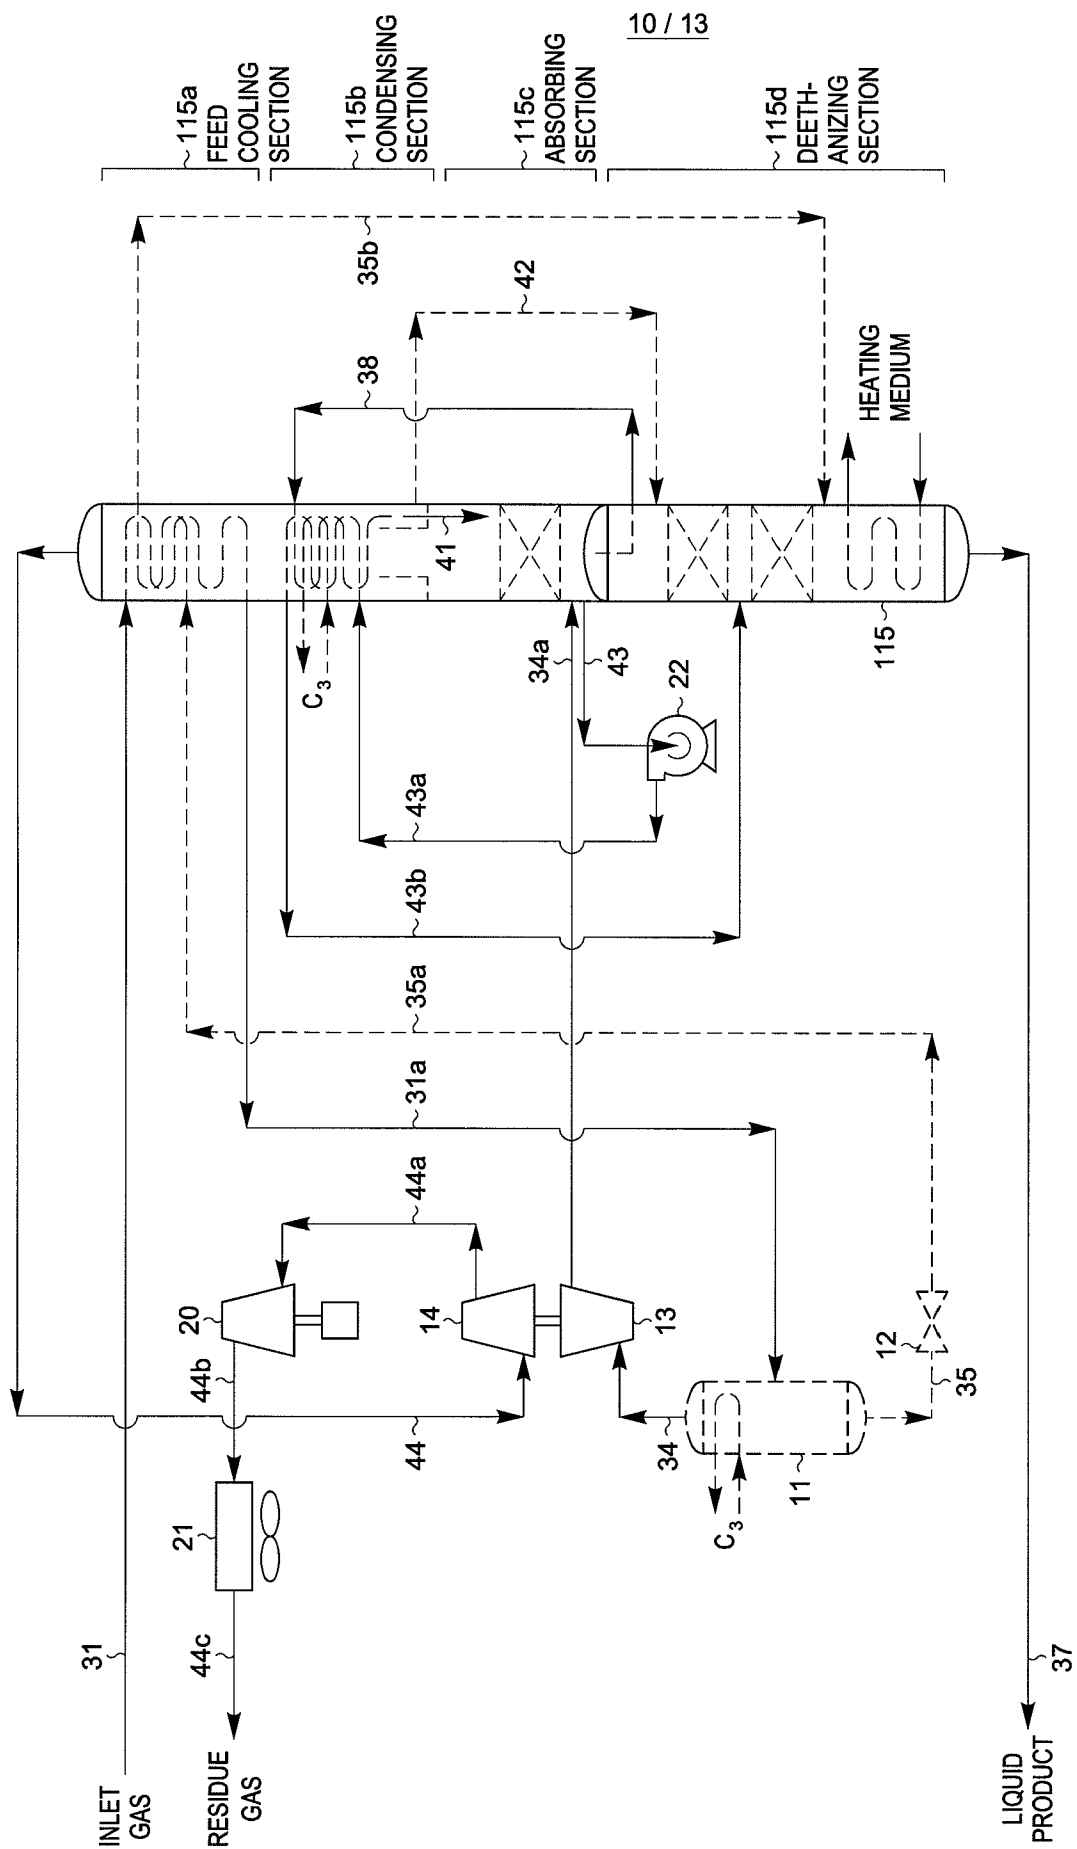 10 / 13
115a
FEED
COOLING
SECTION
115b
CONDENSING
SECTION
115c
ABSORBING
SECTION
115d
DEETH-
ANIZING
SECTION
35b
42
38
HEATING
MEDIUM
41
C3
34a
43
22
115
43a
43b
35a
31a
44a
20
14
13
12
44b
44
34
35
11
C3
21
31
44c
37
INLET
GAS
RESIDUE
GAS
LIQUID
PRODUCT